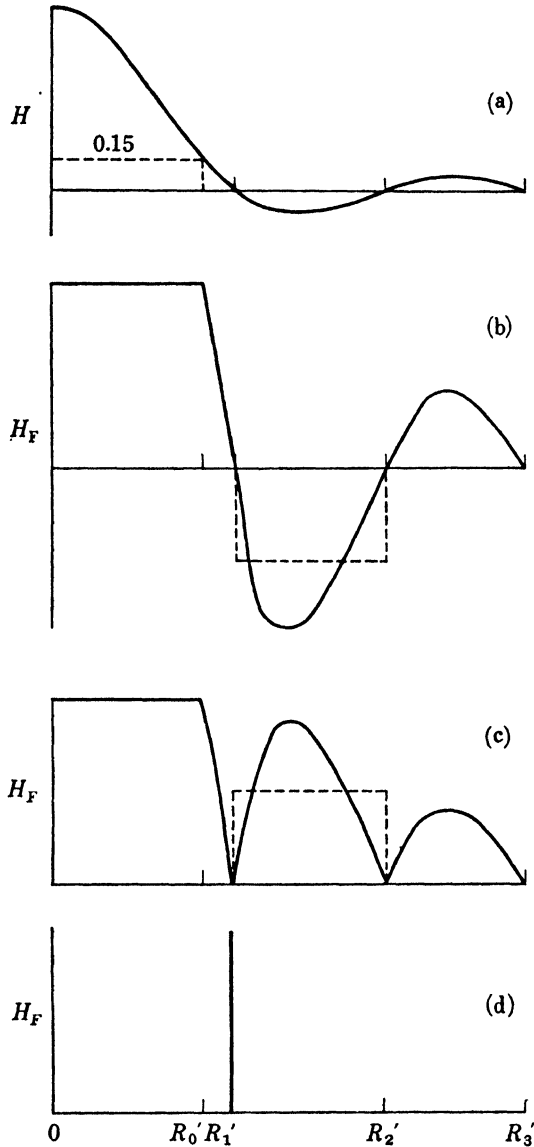 (a)
H
0.15
(b)
H_F
(c)
H_F
(d)
H_F
0 R₀′ R₁′ R₂′ R₃′